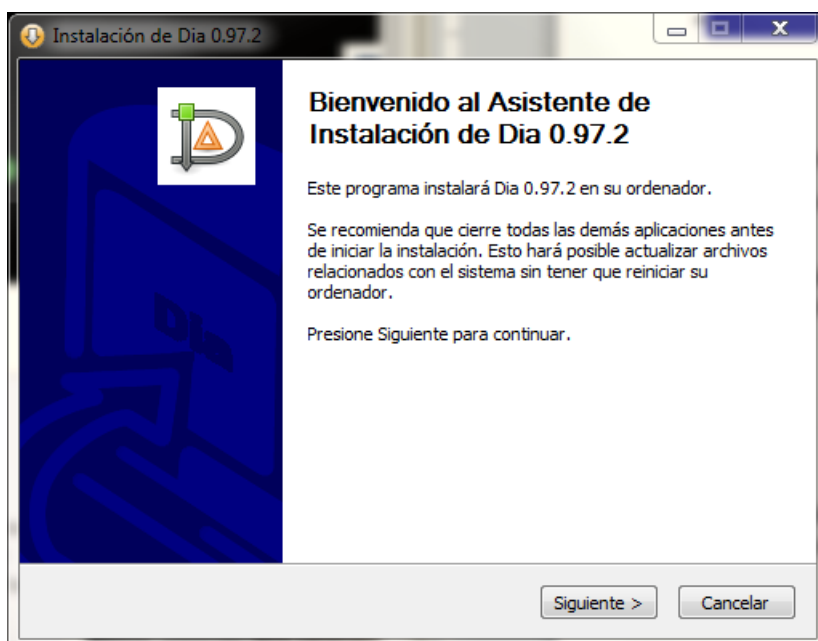 Instalación de Dia 0.97.2
X
Bienvenido al Asistente de
Instalación de Dia 0.97.2
Este programa instalará Dia 0.97.2 en su ordenador.
Se recomienda que cierre todas las demás aplicaciones antes
de iniciar la instalación. Esto hará posible actualizar archivos
relacionados con el sistema sin tener que reiniciar su
ordenador.
Presione Siguiente para continuar.
Dia
Siguiente >
Cancelar